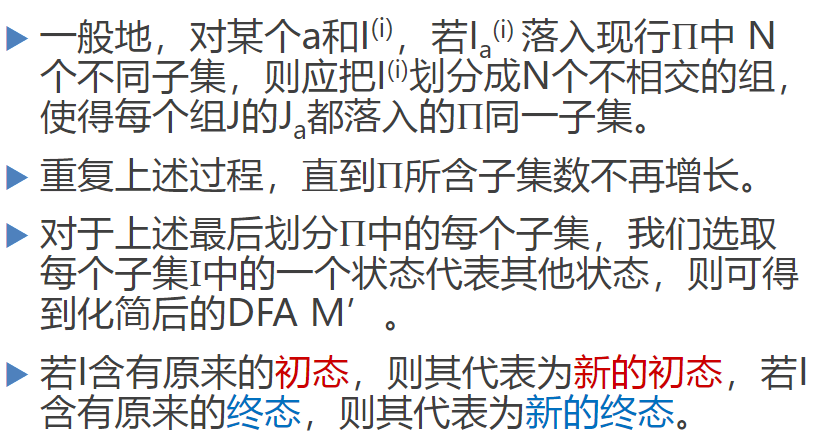 ▶ 一般地，对某个a和I⁽ⁱ⁾，若Iₐ⁽ⁱ⁾ 落入现行Π中 N
个不同子集，则应把I⁽ⁱ⁾划分成N个不相交的组，
使得每个组J的Jₐ都落入的Π同一子集。
▶ 重复上述过程，直到Π所含子集数不再增长。
▶ 对于上述最后划分Π中的每个子集，我们选取
每个子集I中的一个状态代表其他状态，则可得
到化简后的DFA M′。
▶ 若I含有原来的初态，则其代表为新的初态，若I
含有原来的终态，则其代表为新的终态。